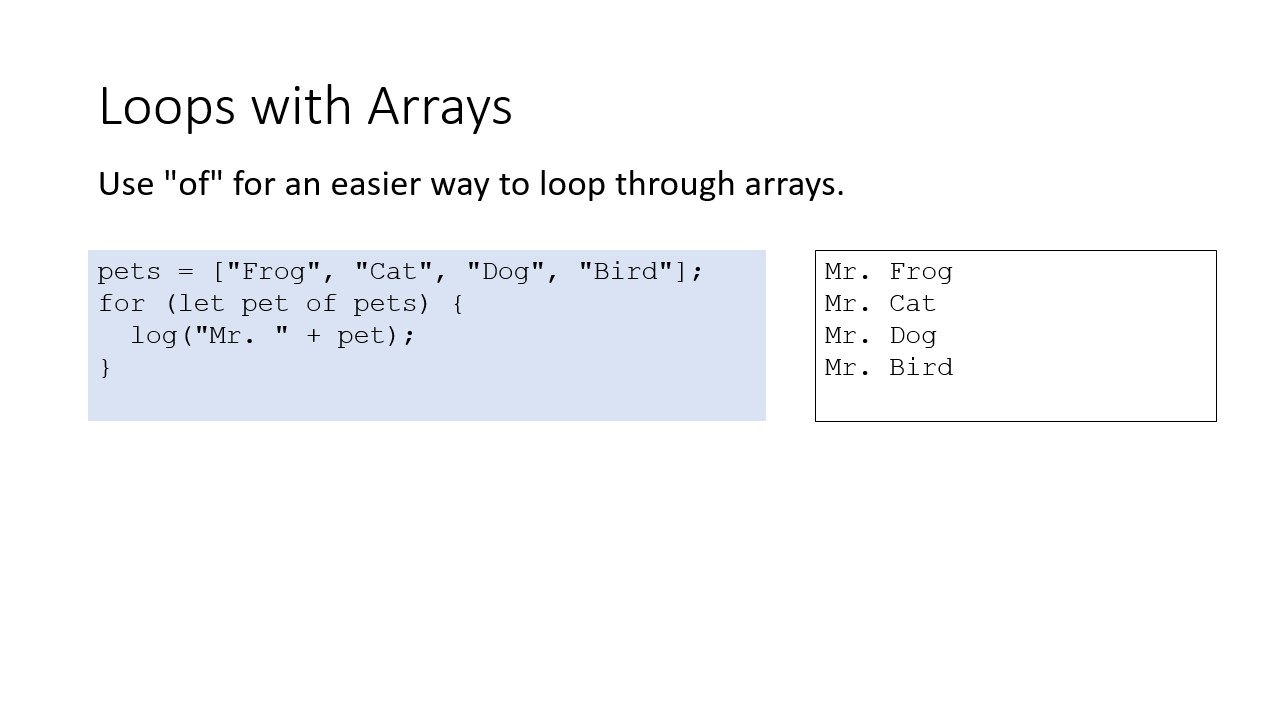 Loops with Arrays
Use "of" for an easier way to loop through arrays.
pets = ["Frog", "Cat", "Dog", "Bird"];
for (let pet of pets) {
  log("Mr. " + pet);
}
Mr. Frog
Mr. Cat
Mr. Dog
Mr. Bird